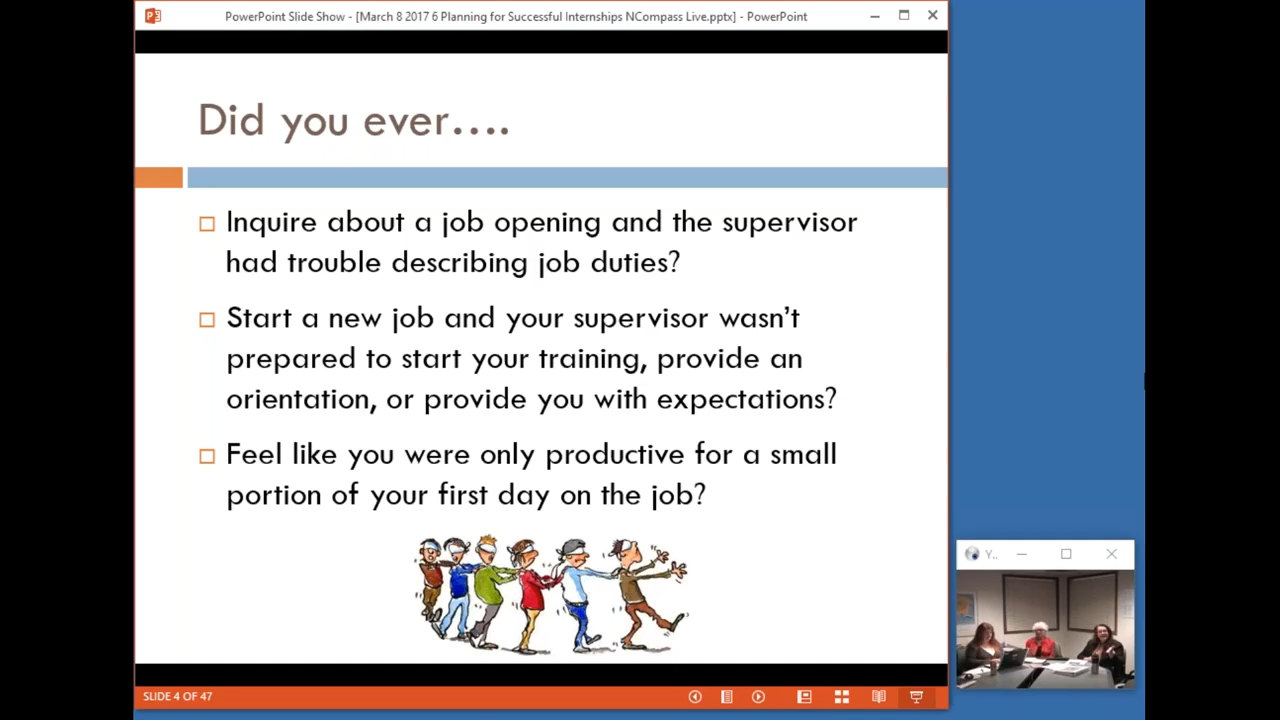 PowerPoint Slide Show - [March 8 2017 6 Planning for Successful Internships NCompass Live.pptx] - PowerPoint
Did you ever....
Inquire about a job opening and the supervisor
had trouble describing job duties?
Start a new job and your supervisor wasn't
prepared to start your training, provide an
orientation, or provide you with expectations?
Feel like you were only productive for a small
portion of your first day on the job?
Y...
SLIDE 4 OF 47